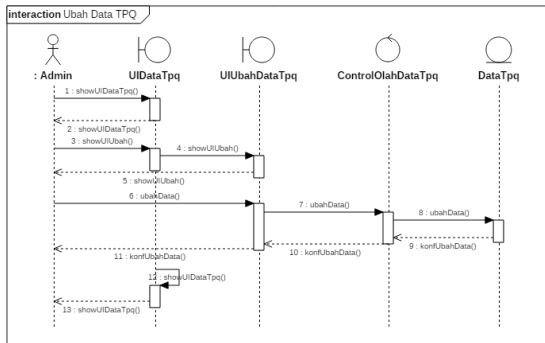 interaction Ubah Data TPQ
: Admin
UIDataTpq
UIUbahDataTpq
ControlOlahDataTpq
DataTpq
1 : showUIDataTpq()
2 : showUIDataTpq()
3 : showUIUbah()
4 : showUIUbah()
5 : showUIUbah()
6 : ubahData()
7 : ubahData()
8 : ubahData()
9 : konfUbahData()
10 : konfUbahData()
11 : konfUbahData()
12 : showUIDataTpq()
13 : showUIDataTpq()